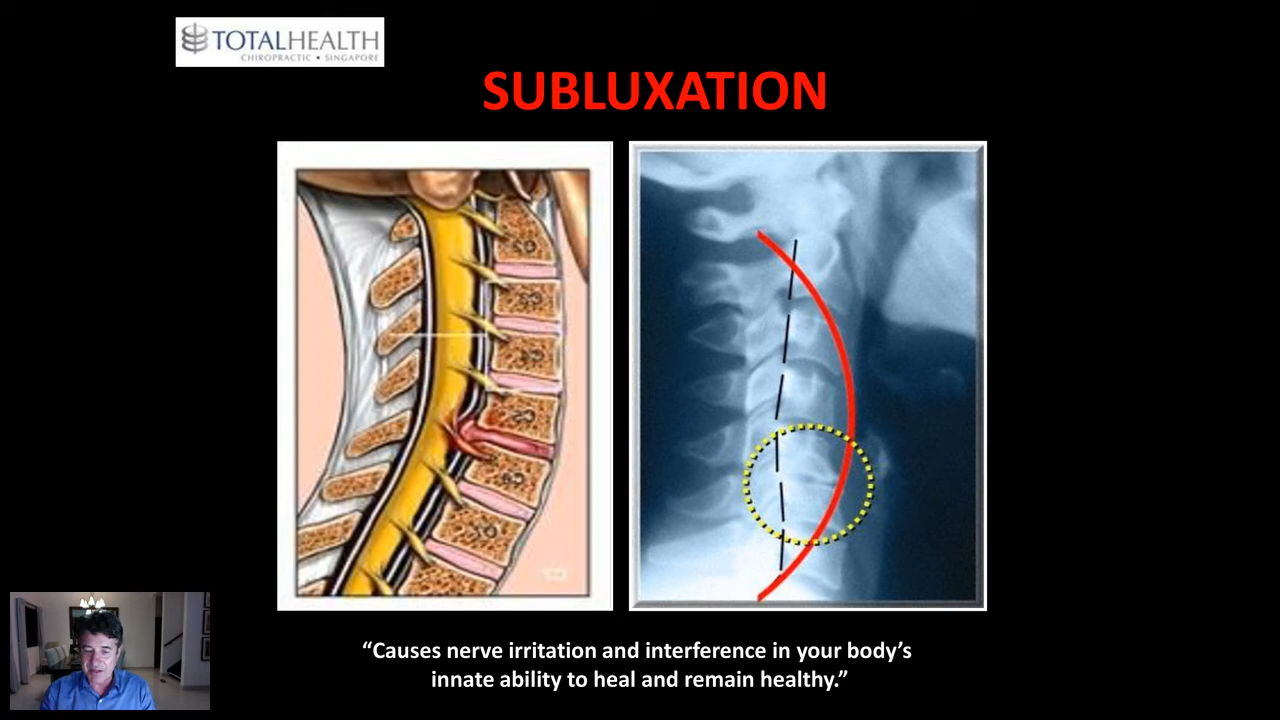 TOTALHEALTH
CHIROPRACTIC • SINGAPORE
SUBLUXATION
“Causes nerve irritation and interference in your body’s
innate ability to heal and remain healthy.”